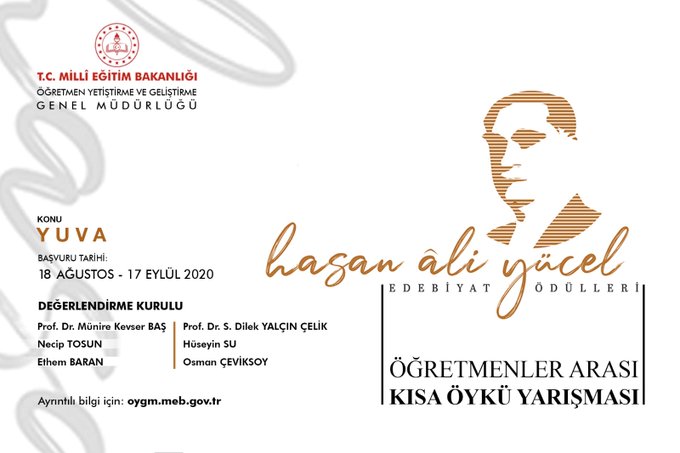 T.C. MİLLÎ EĞİTİM BAKANLIĞI
ÖĞRETMEN YETİŞTİRME VE GELİŞTİRME
GENEL MÜDÜRLÜĞÜ
KONU
YUVA
BAŞVURU TARİHİ:
18 AĞUSTOS - 17 EYLÜL 2020
DEĞERLENDİRME KURULU
Prof. Dr. Münire Kevser BAŞ
Necip TOSUN
Ethem BARAN
Prof. Dr. S. Dilek YALÇIN ÇELİK
Hüseyin SU
Osman ÇEVİKSOY
Ayrıntılı bilgi için: oygm.meb.gov.tr
hasan âli yücel
EDEBİYAT ÖDÜLLERİ
ÖĞRETMENLER ARASI
KISA ÖYKÜ YARIŞMASI